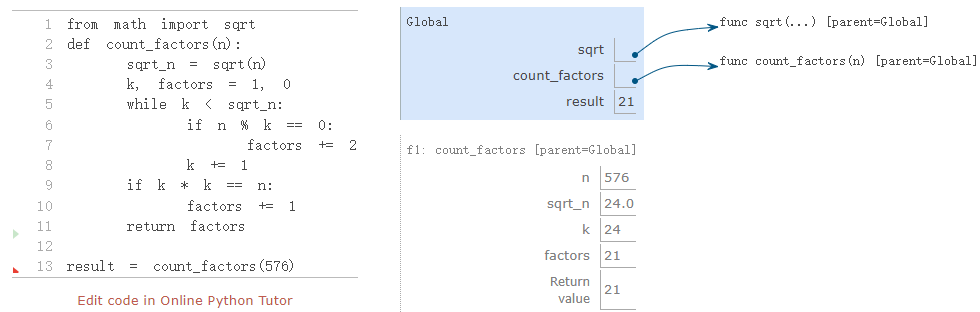 1 from math import sqrt
2 def count_factors(n):
3 sqrt_n = sqrt(n)
4 k, factors = 1, 0
5 while k < sqrt_n:
6 if n % k == 0:
7 factors += 2
8 k += 1
9 if k * k == n:
10 factors += 1
11 return factors
12
13 result = count_factors(576)
Edit code in Online Python Tutor
Global
sqrt
count_factors
result 21
func sqrt(...) [parent=Global]
func count_factors(n) [parent=Global]
f1: count_factors [parent=Global]
n 576
sqrt_n 24.0
k 24
factors 21
Return
value 21